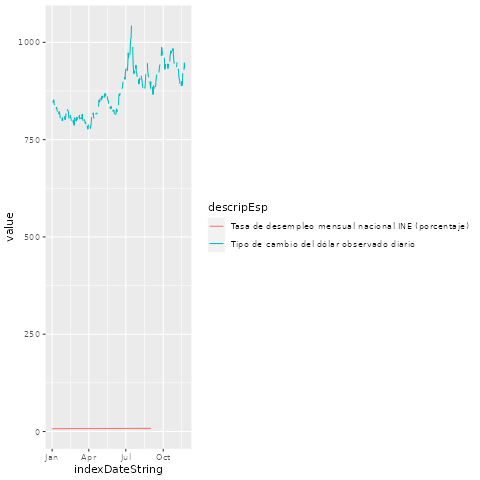 1000
750
500
250
0
value
Jan Apr Jul Oct
indexDateString
descripEsp
Tasa de desempleo mensual nacional INE (porcentaje)
Tipo de cambio del dólar observado diario